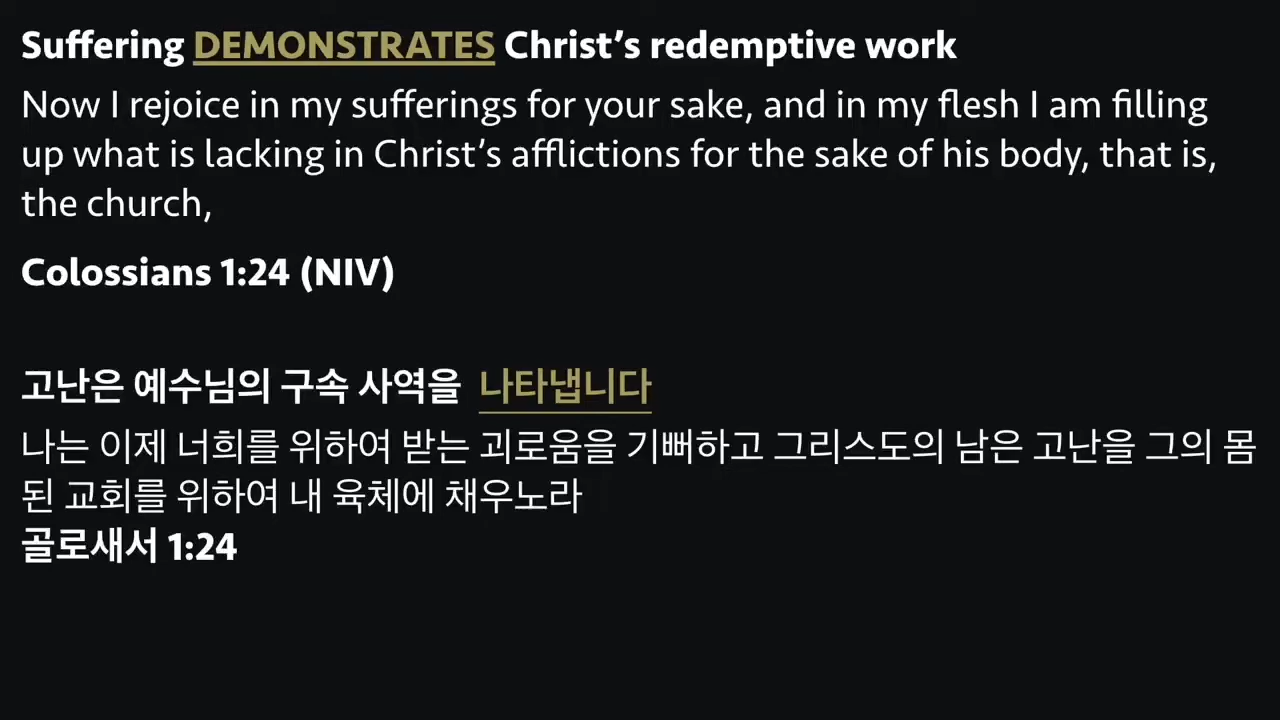 Suffering DEMONSTRATES Christ’s redemptive work
Now I rejoice in my sufferings for your sake, and in my flesh I am filling
up what is lacking in Christ’s afflictions for the sake of his body, that is,
the church,
Colossians 1:24 (NIV)
고난은 예수님의 구속 사역을 나타냅니다
나는 이제 너희를 위하여 받는 괴로움을 기뻐하고 그리스도의 남은 고난을 그의 몸
된 교회를 위하여 내 육체에 채우노라
골로새서 1:24